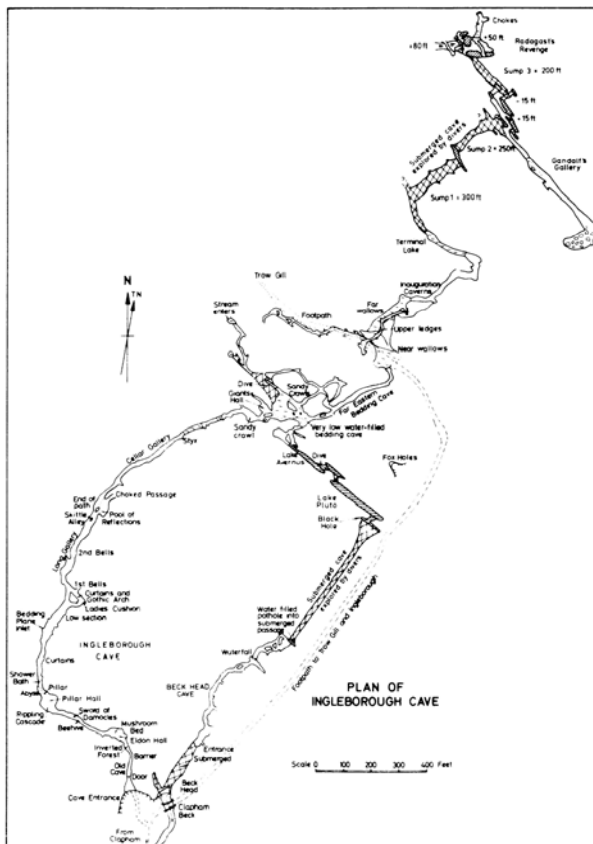 Chokes
+50 ft
+80 ft
Radagast's
Revenge
Sump 3 = 200 ft
- 15 ft
+15 ft
Submerged cave
explored by divers
Sump 2 = 250ft
Gandalf's
Gallery
Sump 1 = 300 ft
Terminal
Lake
N
TN
Trow Gill
Inauguration
Caverns
Stream
enters
Footpath
Far
wallows
Upper ledges
Near wallows
Dive
Giants
Hall
Sandy
Crawls
Far Eastern
Bedding Cave
Sandy
crawl
Very low water-filled
bedding cave
Cellar Gallery
Styx
Lake
Avernus
Dive
Fox Holes
End of
path
Choked Passage
Lake
Pluto
Skittle
Alley
Pool of
Reflections
Black
Hole
Long Gallery
2nd Bells
Submerged cave
explored by divers
1st Bells
Curtains and
Gothic Arch
Ladies Cushion
Bedding
Plane
Inlet
Low section
Water filled
pothole into
submerged
passage
Footpath to Trow Gill and Ingleborough
INGLEBOROUGH
CAVE
Curtains
Waterfall
Shower
Bath
Abyss
Pillar
Pillar Hall
BECK HEAD
CAVE
PLAN OF
INGLEBOROUGH CAVE
Rippling
Cascade
Sword of
Damocles
Beehive
Mushroom
Bed
Eldon Hall
Inverted
Forest
Barrier
Entrance
Submerged
Old
Cave
Door
Scale 0 100 200 300 400 Feet
Cave Entrance
Beck
Head
Clapham
Beck
From
Clapham